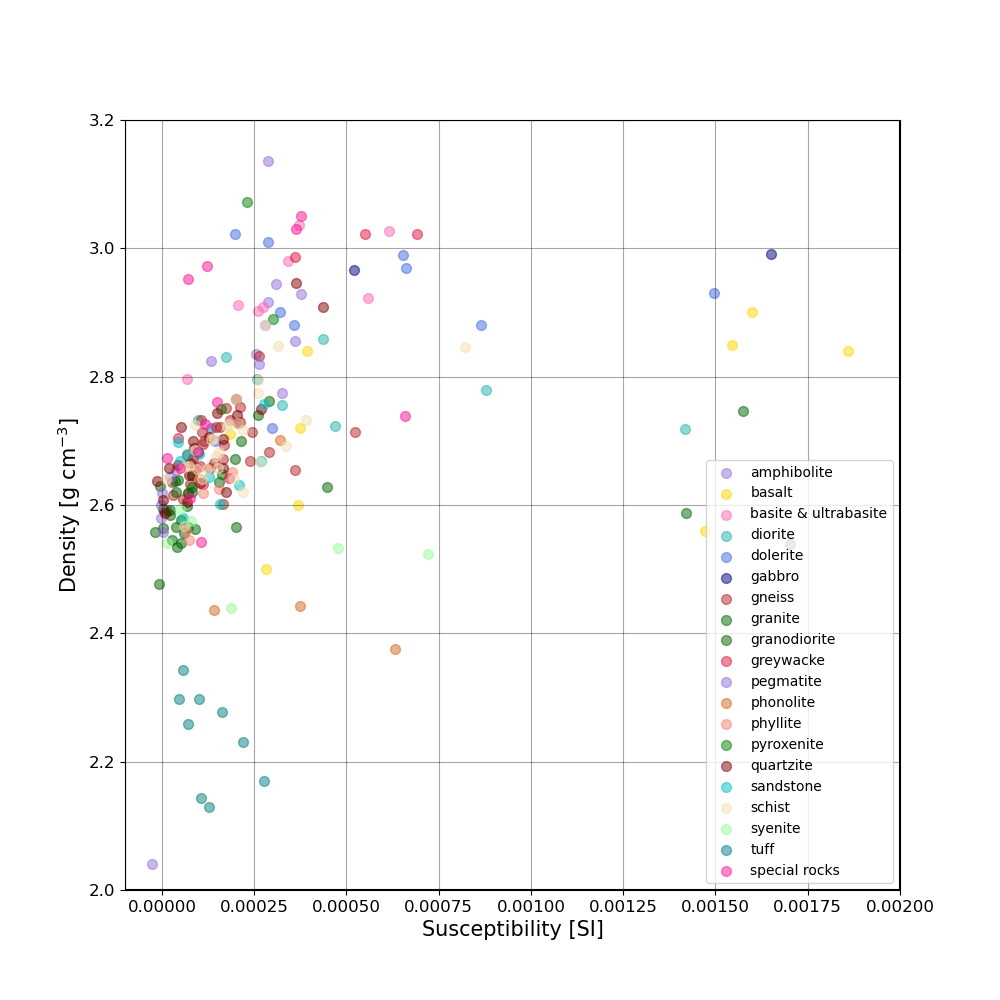 3.2
3.0
2.8
2.6
2.4
2.2
2.0
Density [g cm⁻³]
amphibolite
basalt
basite & ultrabasite
diorite
dolerite
gabbro
gneiss
granite
granodiorite
greywacke
pegmatite
phonolite
phyllite
pyroxenite
quartzite
sandstone
schist
syenite
tuff
special rocks
0.00000 0.00025 0.00050 0.00075 0.00100 0.00125 0.00150 0.00175 0.00200
Susceptibility [SI]